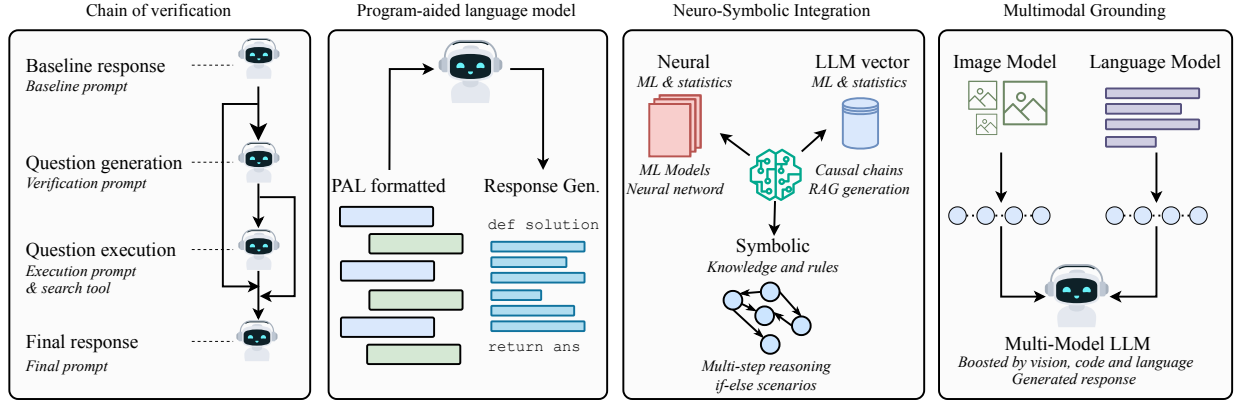 Chain of verification
Baseline response
Baseline prompt
Question generation
Verification prompt
Question execution
Execution prompt
& search tool
Final response
Final prompt
Program-aided language model
PAL formatted
Response Gen.
def solution
return ans
Neuro-Symbolic Integration
Neural
ML & statistics
ML Models
Neural network
LLM vector
ML & statistics
Causal chains
RAG generation
Symbolic
Knowledge and rules
Multi-step reasoning
if-else scenarios
Multimodal Grounding
Image Model
Language Model
Multi-Model LLM
Boosted by vision, code and language
Generated response